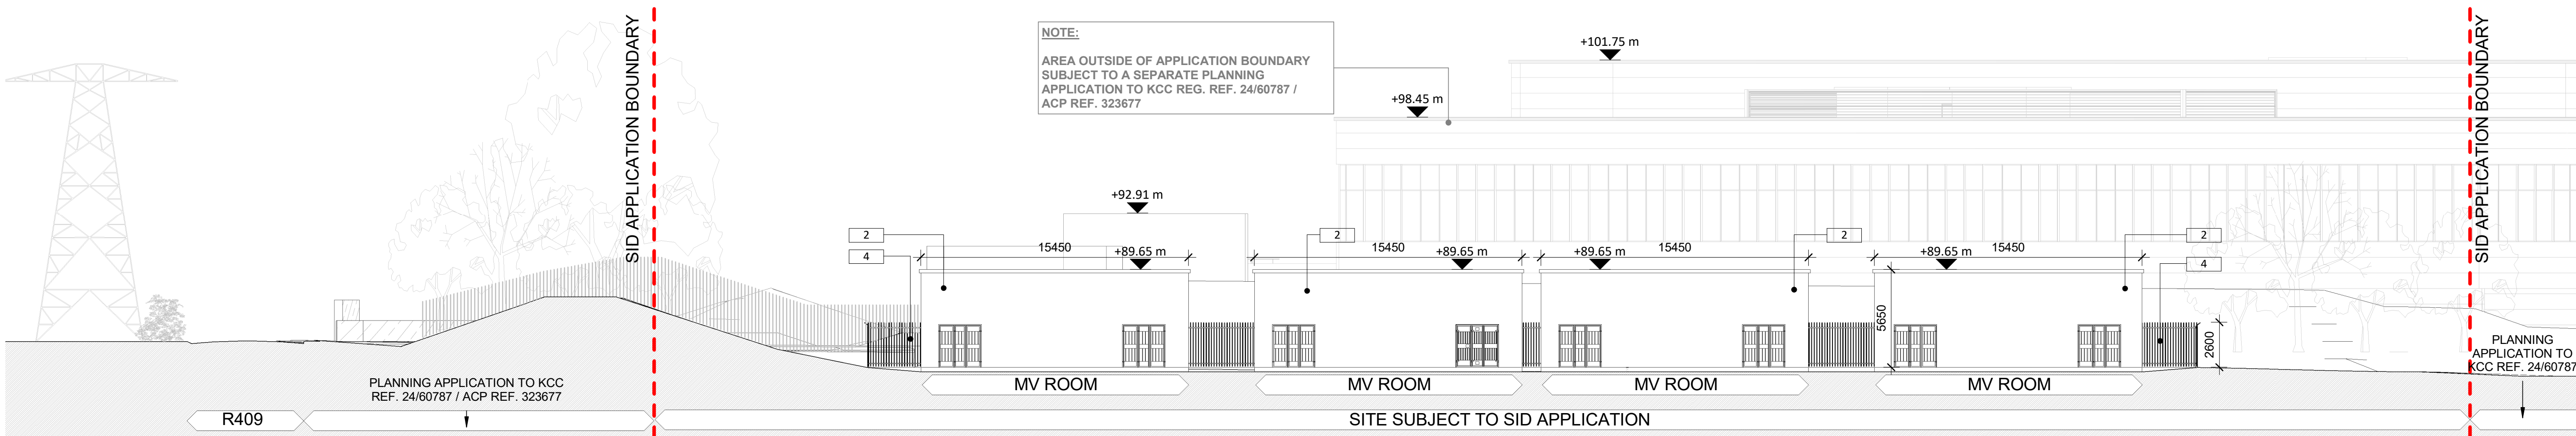 SID APPLICATION BOUNDARY
NOTE:
AREA OUTSIDE OF APPLICATION BOUNDARY
SUBJECT TO A SEPARATE PLANNING
APPLICATION TO KCC REG. REF. 24/60787 /
ACP REF. 323677
+101.75 m
+98.45 m
SID APPLICATION BOUNDARY
+92.91 m
2
4
15450
+89.65 m
2
15450
+89.65 m
15450
+89.65 m
2
15450
+89.65 m
2
4
5650
2600
MV ROOM
MV ROOM
MV ROOM
MV ROOM
PLANNING APPLICATION TO KCC
REF. 24/60787 / ACP REF. 323677
PLANNING
APPLICATION TO
KCC REF. 24/60787
R409
SITE SUBJECT TO SID APPLICATION